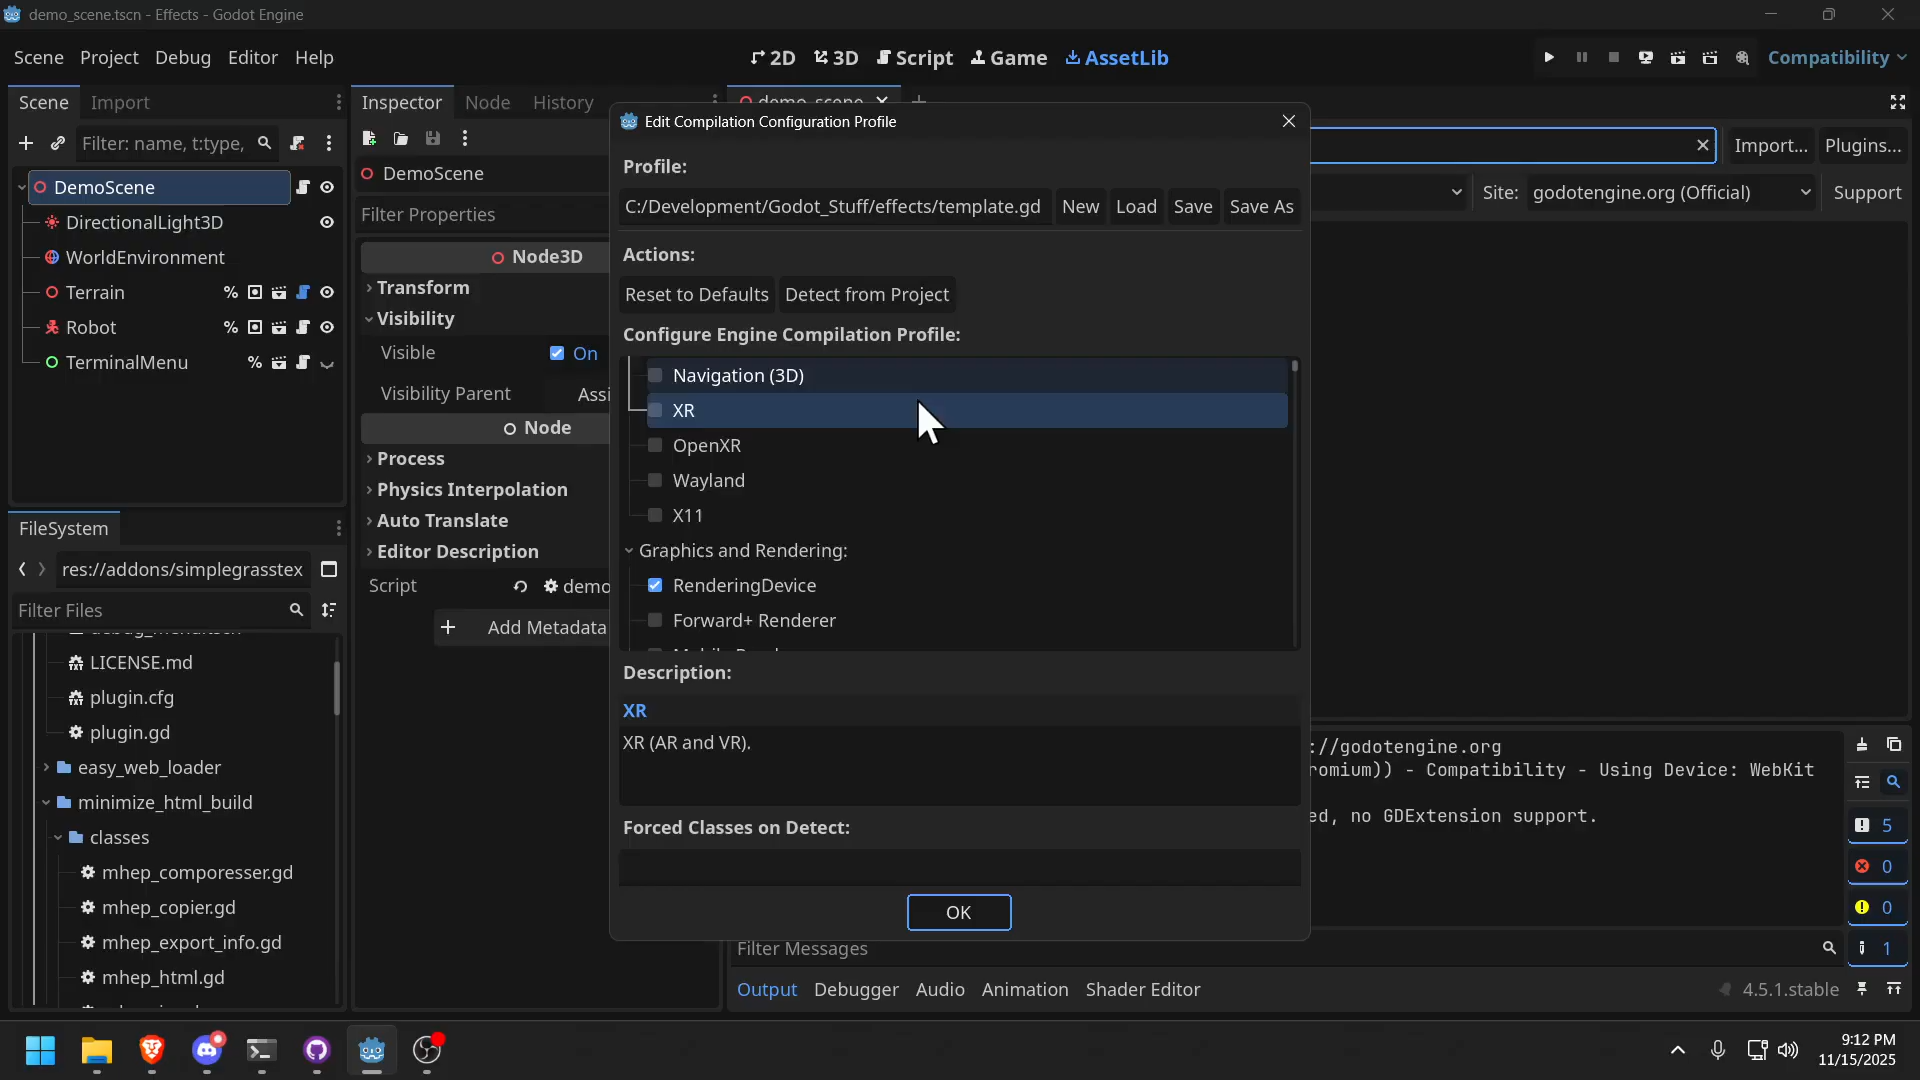 demo_scene.tscn - Effects - Godot Engine
Scene Project Debug Editor Help
2D 3D Script Game AssetLib
Compatibility
Scene Import
Inspector Node History
demo_scene
Filter: name, t:type,
DemoScene
DirectionalLight3D
WorldEnvironment
Terrain
Robot
TerminalMenu
DemoScene
Filter Properties
Node3D
Transform
Visibility
Visible On
Visibility Parent Assi
Node
Process
Physics Interpolation
Auto Translate
Editor Description
Script demo
Add Metadata
FileSystem
res://addons/simplegrasstex
Filter Files
LICENSE.md
plugin.cfg
plugin.gd
easy_web_loader
minimize_html_build
classes
mhep_comporesser.gd
mhep_copier.gd
mhep_export_info.gd
mhep_html.gd
Edit Compilation Configuration Profile
Profile:
C:/Development/Godot_Stuff/effects/template.gd New Load Save Save As
Actions:
Reset to Defaults Detect from Project
Configure Engine Compilation Profile:
Navigation (3D)
XR
OpenXR
Wayland
X11
Graphics and Rendering:
RenderingDevice
Forward+ Renderer
Description:
XR
XR (AR and VR).
Forced Classes on Detect:
OK
Import... Plugins...
Site: godotengine.org (Official) Support
://godotengine.org
romium)) - Compatibility - Using Device: WebKit
ed, no GDExtension support.
5
0
0
1
Filter Messages
Output Debugger Audio Animation Shader Editor
4.5.1.stable
9:12 PM
11/15/2025